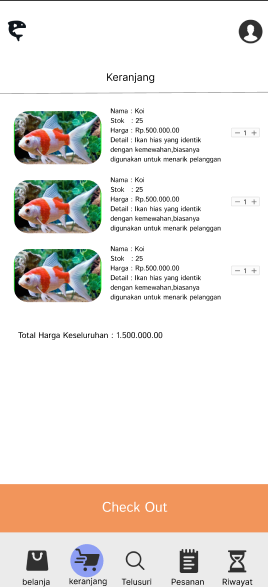 Keranjang
Nama : Koi
Stok : 25
Harga : Rp.500.000.00
Detail : Ikan hias yang identik
dengan kemewahan,biasanya
digunakan untuk menarik pelanggan
− 1 +
Nama : Koi
Stok : 25
Harga : Rp.500.000.00
Detail : Ikan hias yang identik
dengan kemewahan,biasanya
digunakan untuk menarik pelanggan
− 1 +
Nama : Koi
Stok : 25
Harga : Rp.500.000.00
Detail : Ikan hias yang identik
dengan kemewahan,biasanya
digunakan untuk menarik pelanggan
− 1 +
Total Harga Keseluruhan : 1.500.000.00
Check Out
belanja keranjang Telusuri Pesanan Riwayat